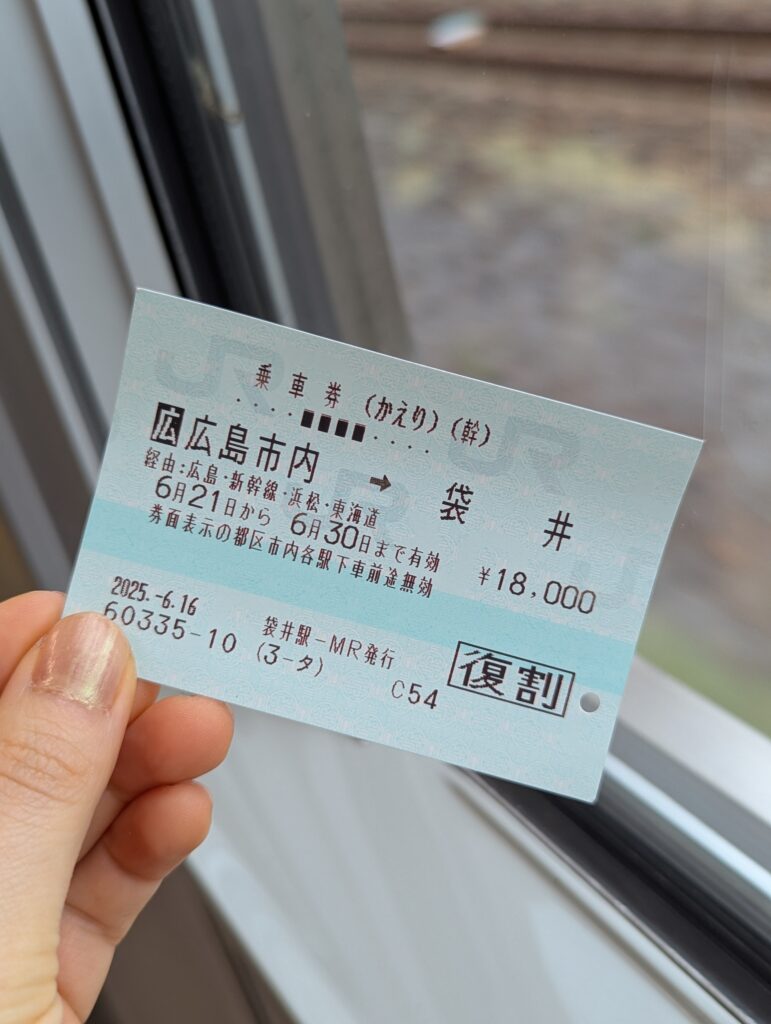 乗車券 (かえり) (幹)
....■■■■....
広 広島市内 → 袋井
経由:広島・新幹線・浜松・東海道
6月21日から 6月30日まで有効 ¥18,000
券面表示の都区市内各駅下車前途無効
復割
2025.-6.16 袋井駅-MR発行
60335-10 (3-タ) C54
JR
JR
JR